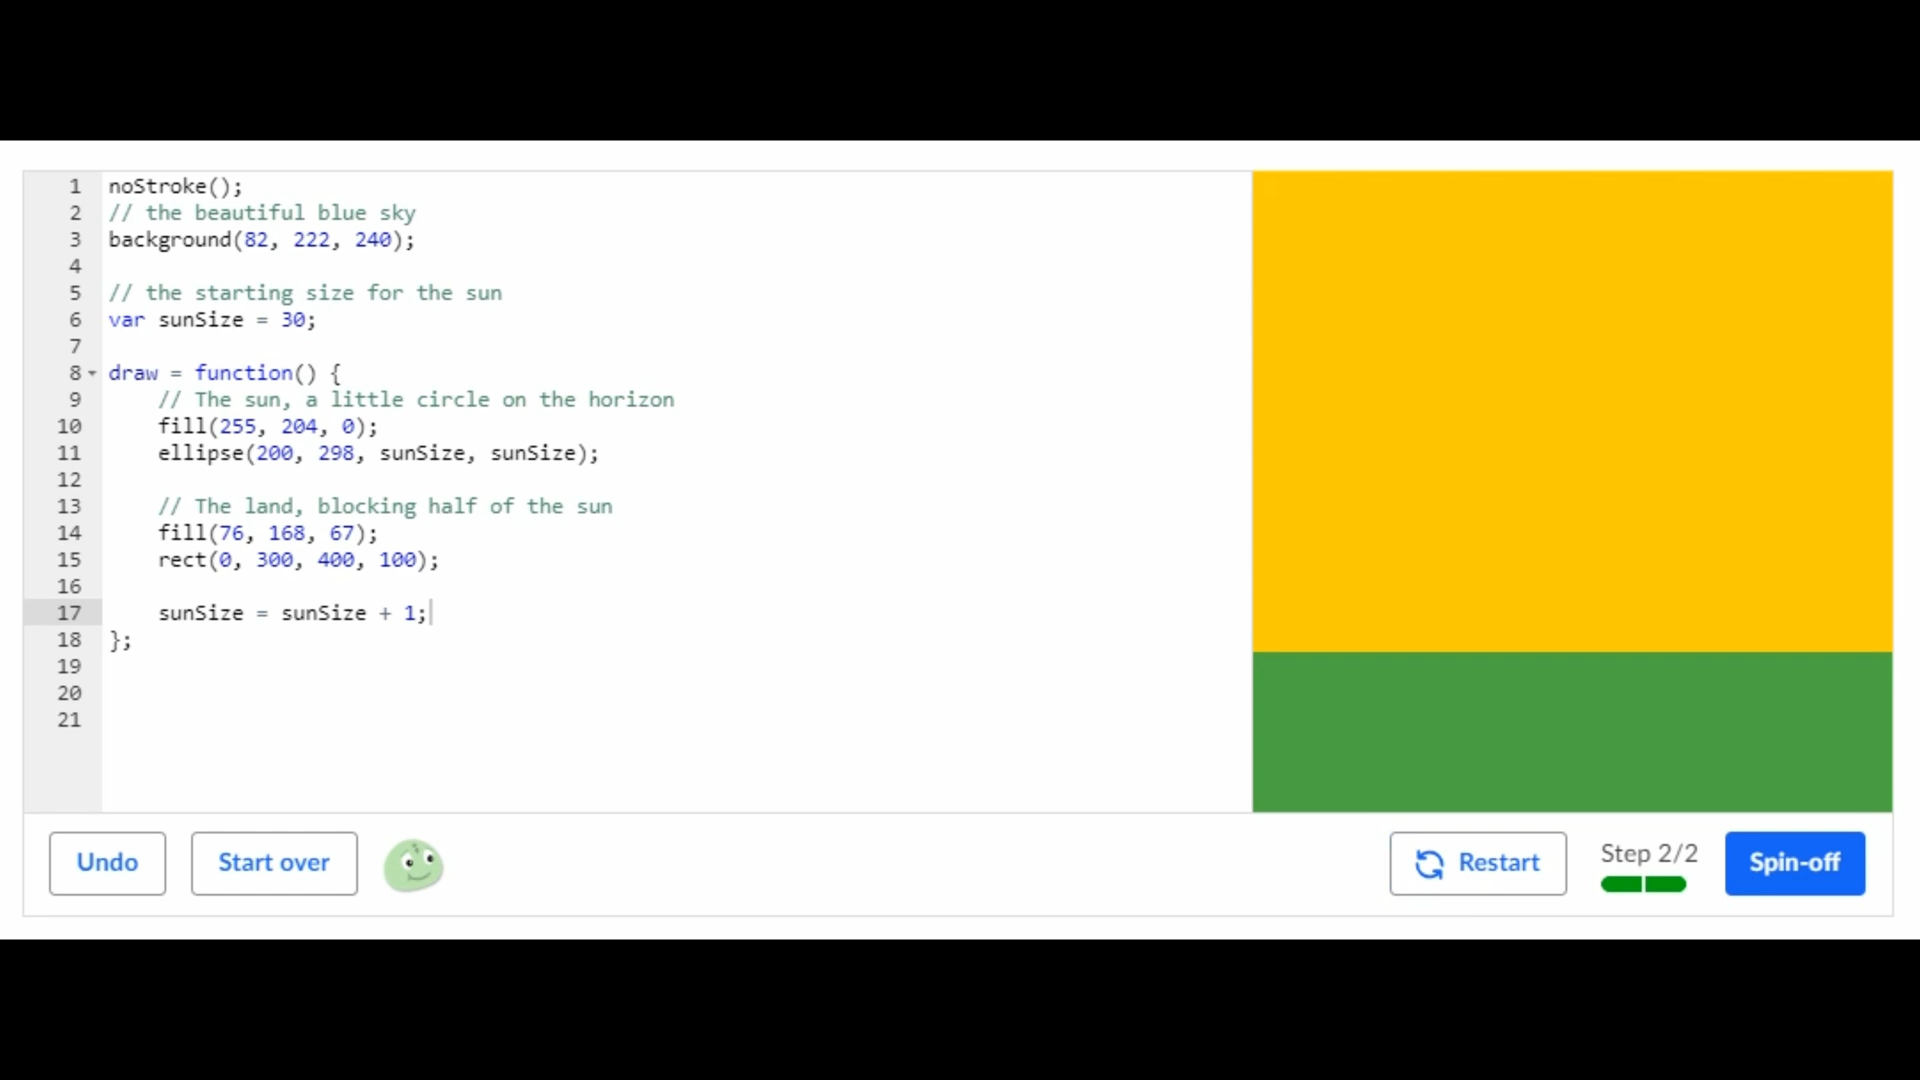 1 noStroke();
2 // the beautiful blue sky
3 background(82, 222, 240);
4
5 // the starting size for the sun
6 var sunSize = 30;
7
8 draw = function() {
9 // The sun, a little circle on the horizon
10 fill(255, 204, 0);
11 ellipse(200, 298, sunSize, sunSize);
12
13 // The land, blocking half of the sun
14 fill(76, 168, 67);
15 rect(0, 300, 400, 100);
16
17 sunSize = sunSize + 1;
18 };
19
20
21
Undo
Start over
Restart
Step 2/2
Spin-off